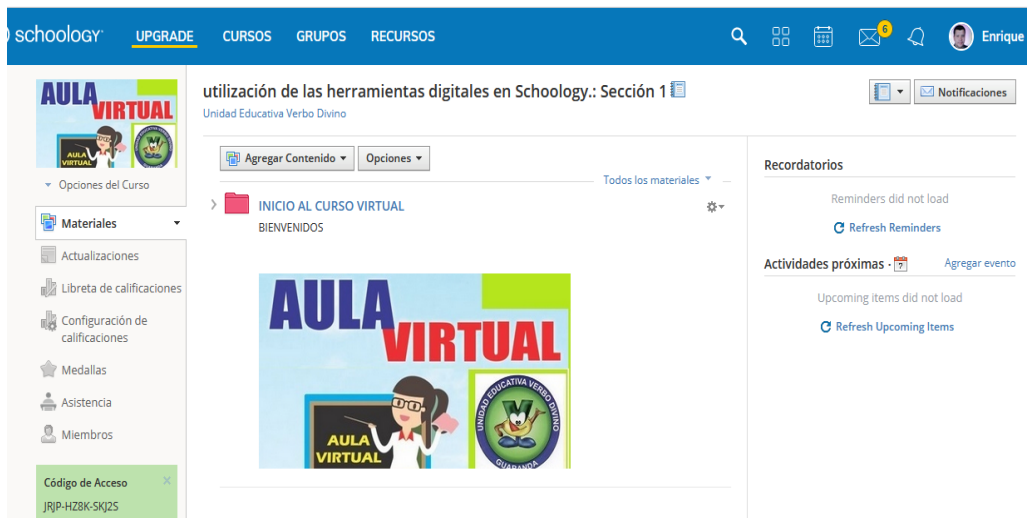 schoology®
UPGRADE CURSOS GRUPOS RECURSOS
6
Enrique
AULA
VIRTUAL
AULA
VIRTUAL
Opciones del Curso
Materiales
Actualizaciones
Libreta de calificaciones
Configuración de
calificaciones
Medallas
Asistencia
Miembros
Código de Acceso
JRJP-HZ8K-SKJ2S
utilización de las herramientas digitales en Schoology.: Sección 1
Unidad Educativa Verbo Divino
Notificaciones
Agregar Contenido
Opciones
Todos los materiales
INICIO AL CURSO VIRTUAL
BIENVENIDOS
AULA
VIRTUAL
AULA
VIRTUAL
UNIDAD EDUCATIVA VERBO DIVINO
GUARANDA
Recordatorios
Reminders did not load
Refresh Reminders
Actividades próximas · 7
Agregar evento
Upcoming items did not load
Refresh Upcoming Items